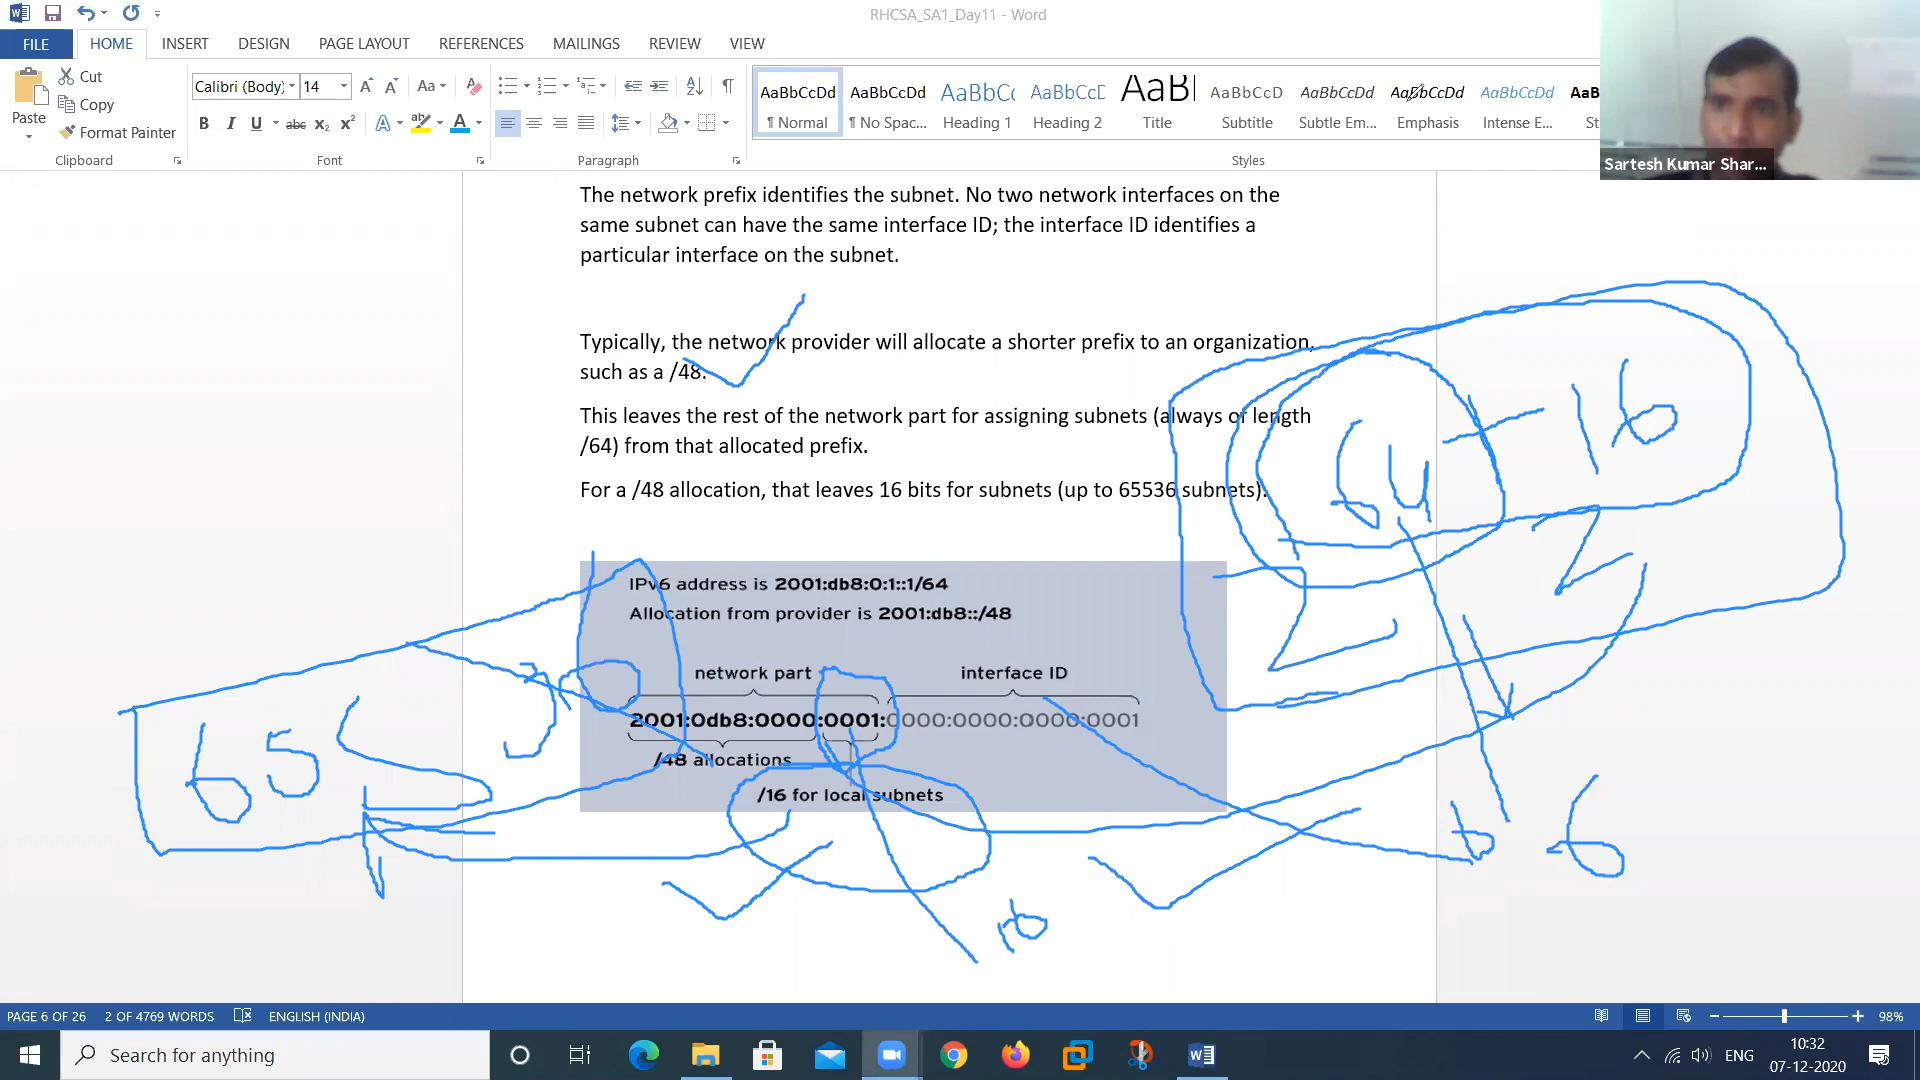 RHCSA_SA1_Day11 - Word
FILE HOME INSERT DESIGN PAGE LAYOUT REFERENCES MAILINGS REVIEW VIEW
Paste
Cut
Copy
Format Painter
Clipboard
Calibri (Body) 14
Font
Paragraph
AaBbCcDd AaBbCcDd AaBbCc AaBbCcC AaB AaBbCcD AaBbCcDd AaBbCcDd AaBbCcDd AaB
¶ Normal ¶ No Spac... Heading 1 Heading 2 Title Subtitle Subtle Em... Emphasis Intense E... St
Styles
Sartesh Kumar Shar...
The network prefix identifies the subnet. No two network interfaces on the
same subnet can have the same interface ID; the interface ID identifies a
particular interface on the subnet.
Typically, the network provider will allocate a shorter prefix to an organization,
such as a /48.
This leaves the rest of the network part for assigning subnets (always of length
/64) from that allocated prefix.
For a /48 allocation, that leaves 16 bits for subnets (up to 65536 subnets).
64 - 16
IPv6 address is 2001:db8:0:1::1/64
Allocation from provider is 2001:db8::/48
network part interface ID
2001:0db8:0000:0001:0000:0000:0000:0001
/48 allocations
/16 for local subnets
65
16
6
PAGE 6 OF 26 2 OF 4769 WORDS ENGLISH (INDIA) 98%
Search for anything
ENG
10:32
07-12-2020